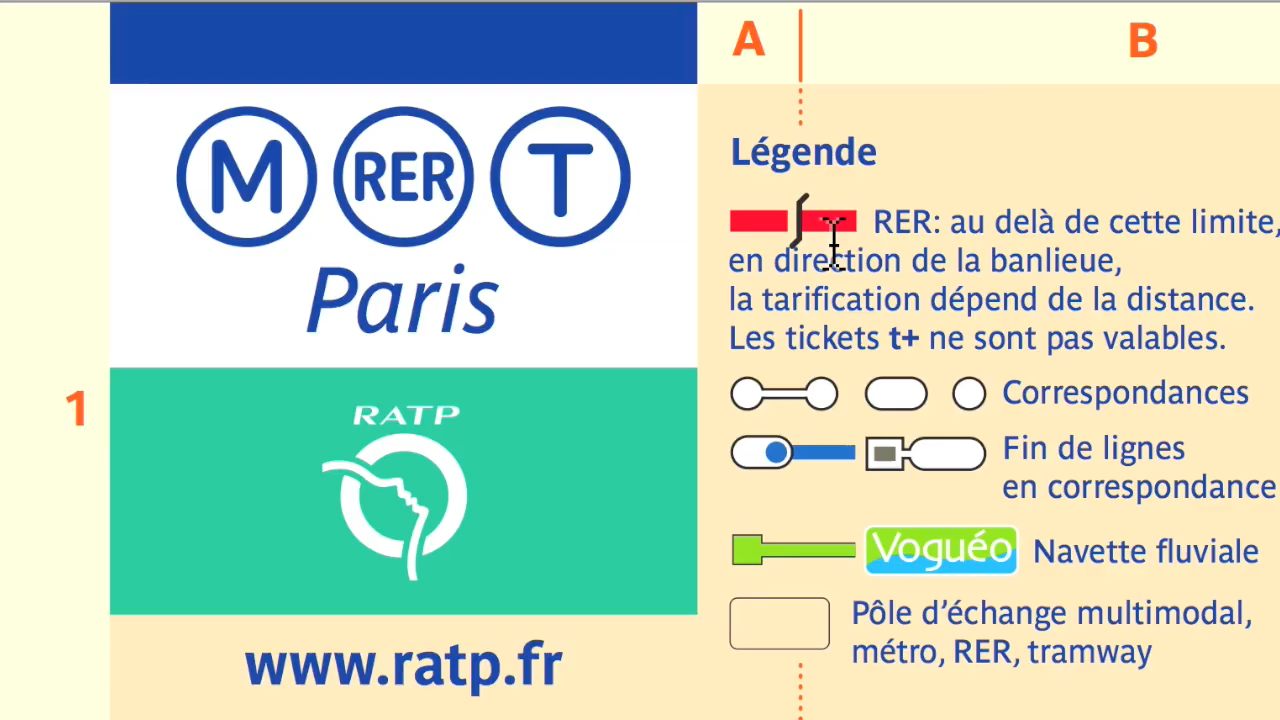 A
B
M
RER
T
Paris
RATP
1
www.ratp.fr
Légende
RER: au delà de cette limite,
en direction de la banlieue,
la tarification dépend de la distance.
Les tickets t+ ne sont pas valables.
Correspondances
Fin de lignes
en correspondance
Voguéo
Navette fluviale
Pôle d’échange multimodal,
métro, RER, tramway